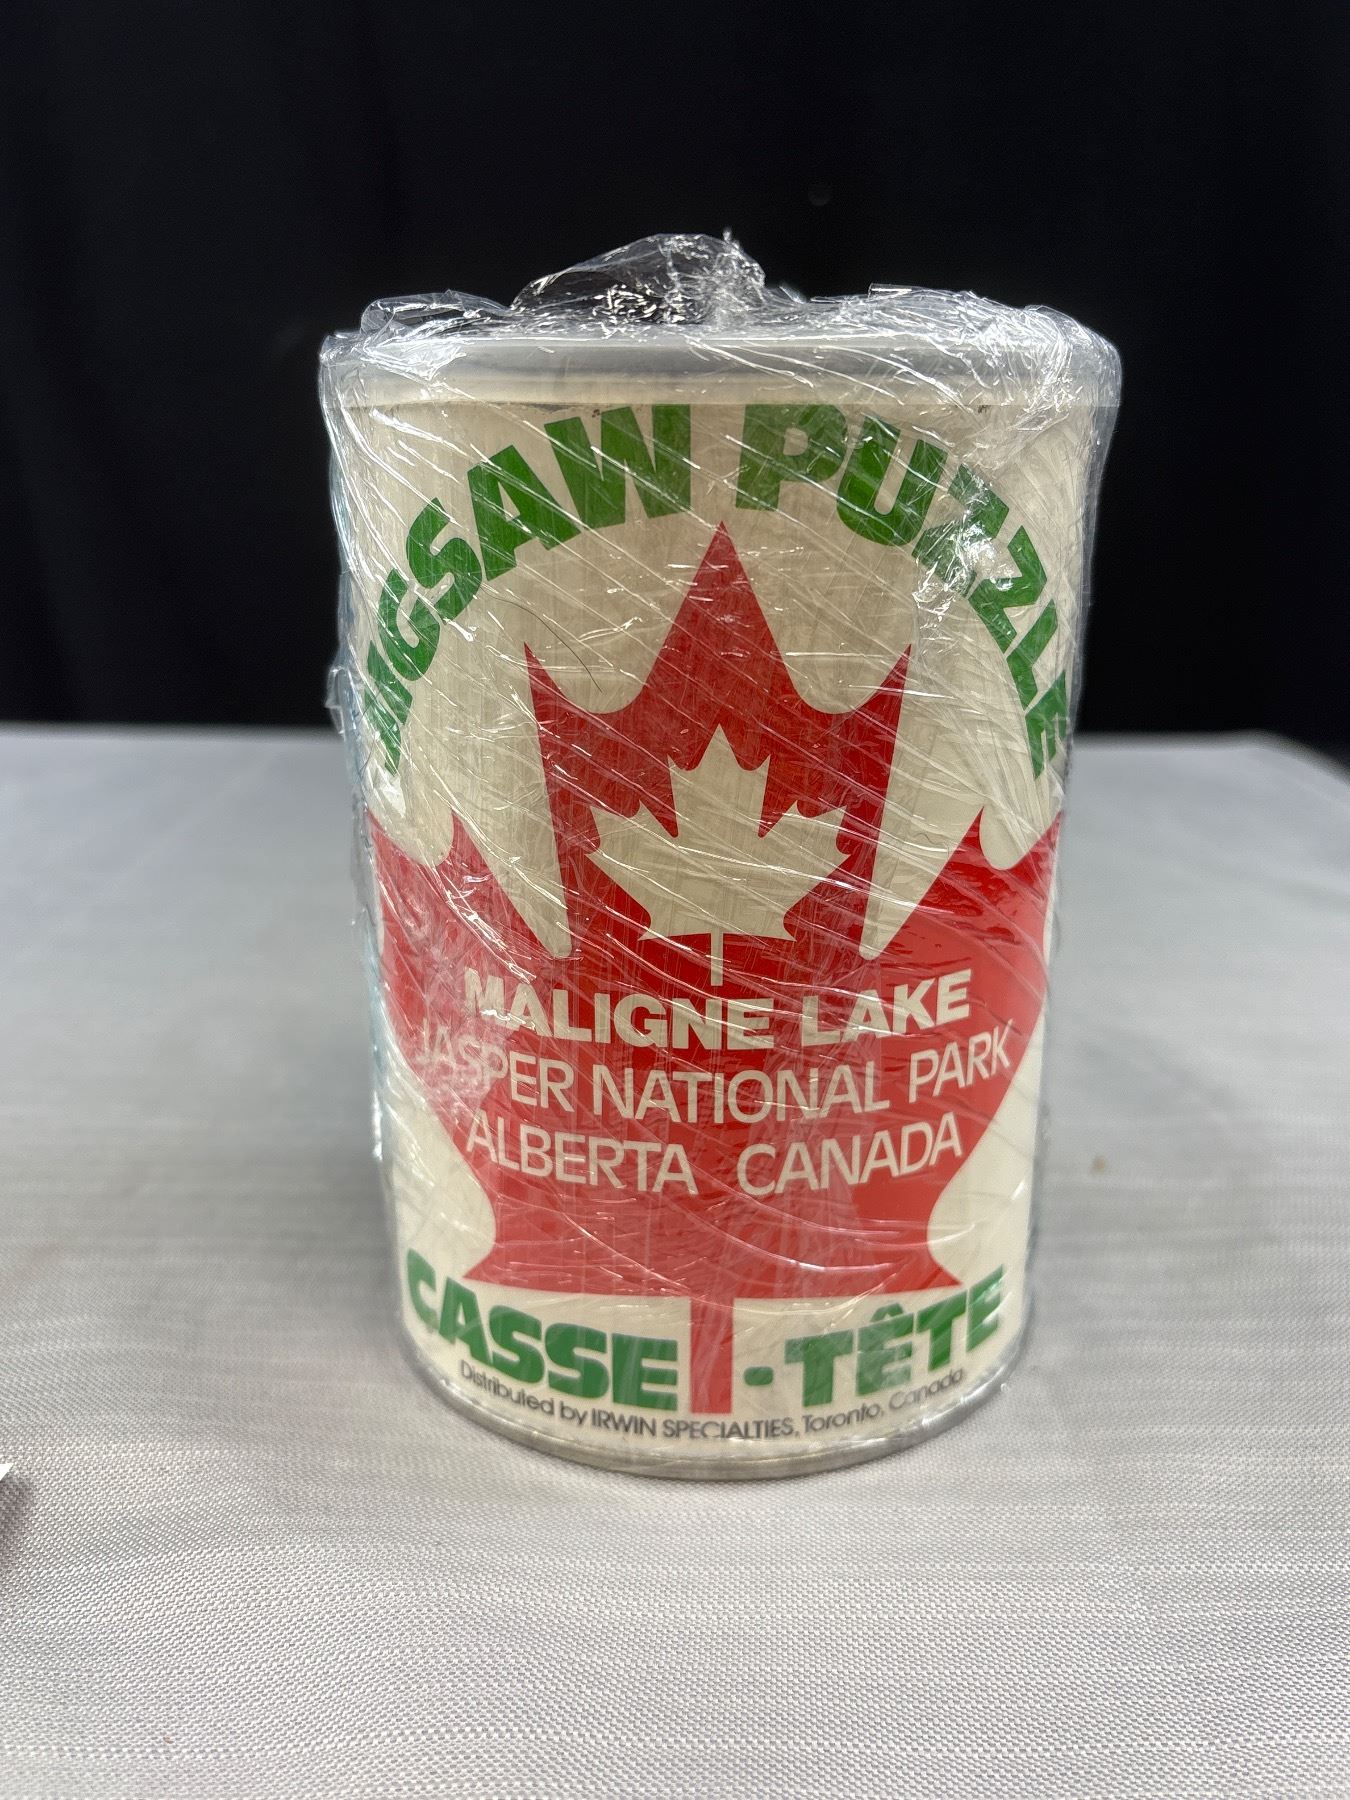 JIGSAW PUZZLE
MALIGNE LAKE
JASPER NATIONAL PARK
ALBERTA CANADA
CASSE-TÊTE
Distributed by IRWIN SPECIALTIES, Toronto, Canada